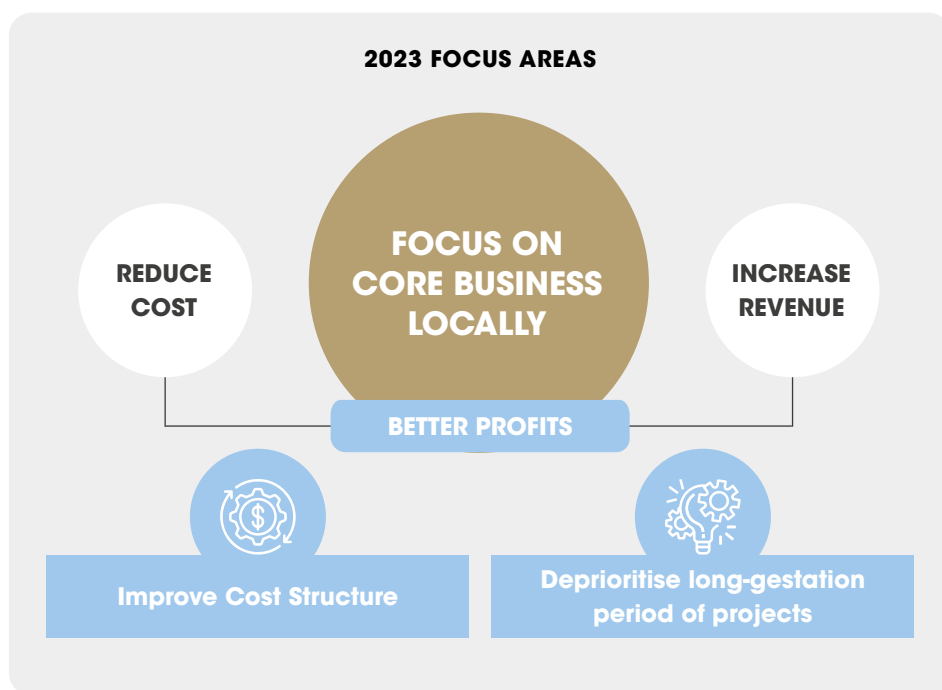 2023 FOCUS AREAS
REDUCE
COST
FOCUS ON
CORE BUSINESS
LOCALLY
INCREASE
REVENUE
BETTER PROFITS
$
Improve Cost Structure
Deprioritise long-gestation
period of projects